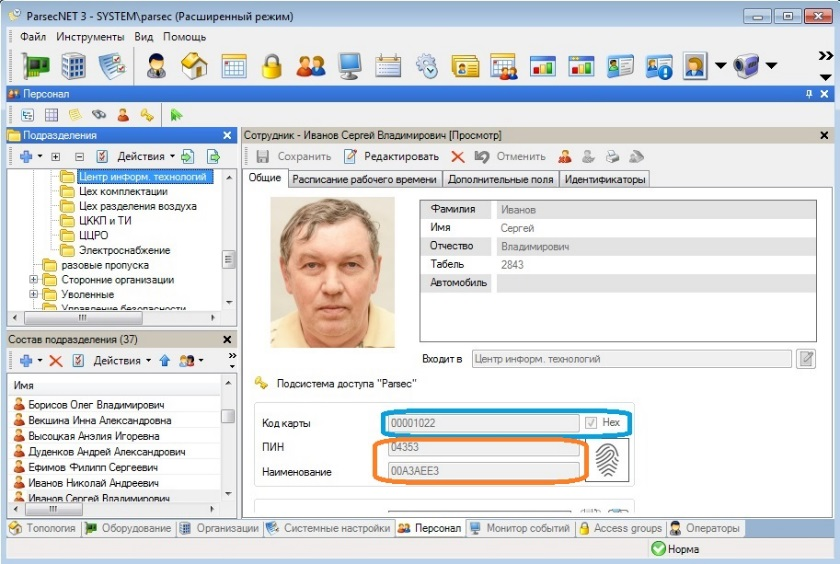 ParsecNET 3 - SYSTEM\parsec (Расширенный режим)
Файл Инструменты Вид Помощь
Персонал
Подразделения
Действия
Центр информ. технологий
Цех комплектации
Цех разделения воздуха
ЦККП и ТИ
ЦЦРО
Электроснабжение
разовые пропуска
Сторонние организации
Уволенные
Управление безопасности
Состав подразделения (37)
Действия
Имя
Борисов Олег Владимирович
Векшина Инна Александровна
Высоцкая Анэлия Игоревна
Дуденков Андрей Александрович
Ефимов Филипп Сергеевич
Иванов Николай Андреевич
Иванов Сергей Владимирович
Сотрудник - Иванов Сергей Владимирович [Просмотр]
Сохранить Редактировать Отменить
Общие Расписание рабочего времени Дополнительные поля Идентификаторы
Фамилия Иванов
Имя Сергей
Отчество Владимирович
Табель 2843
Автомобиль
Входит в Центр информ. технологий
Подсистема доступа "Parsec"
Код карты 00001022 Hex
ПИН 04353
Наименование 00A3AEE3
Топология Оборудование Организации Системные настройки Персонал Монитор событий Access groups Операторы
Норма